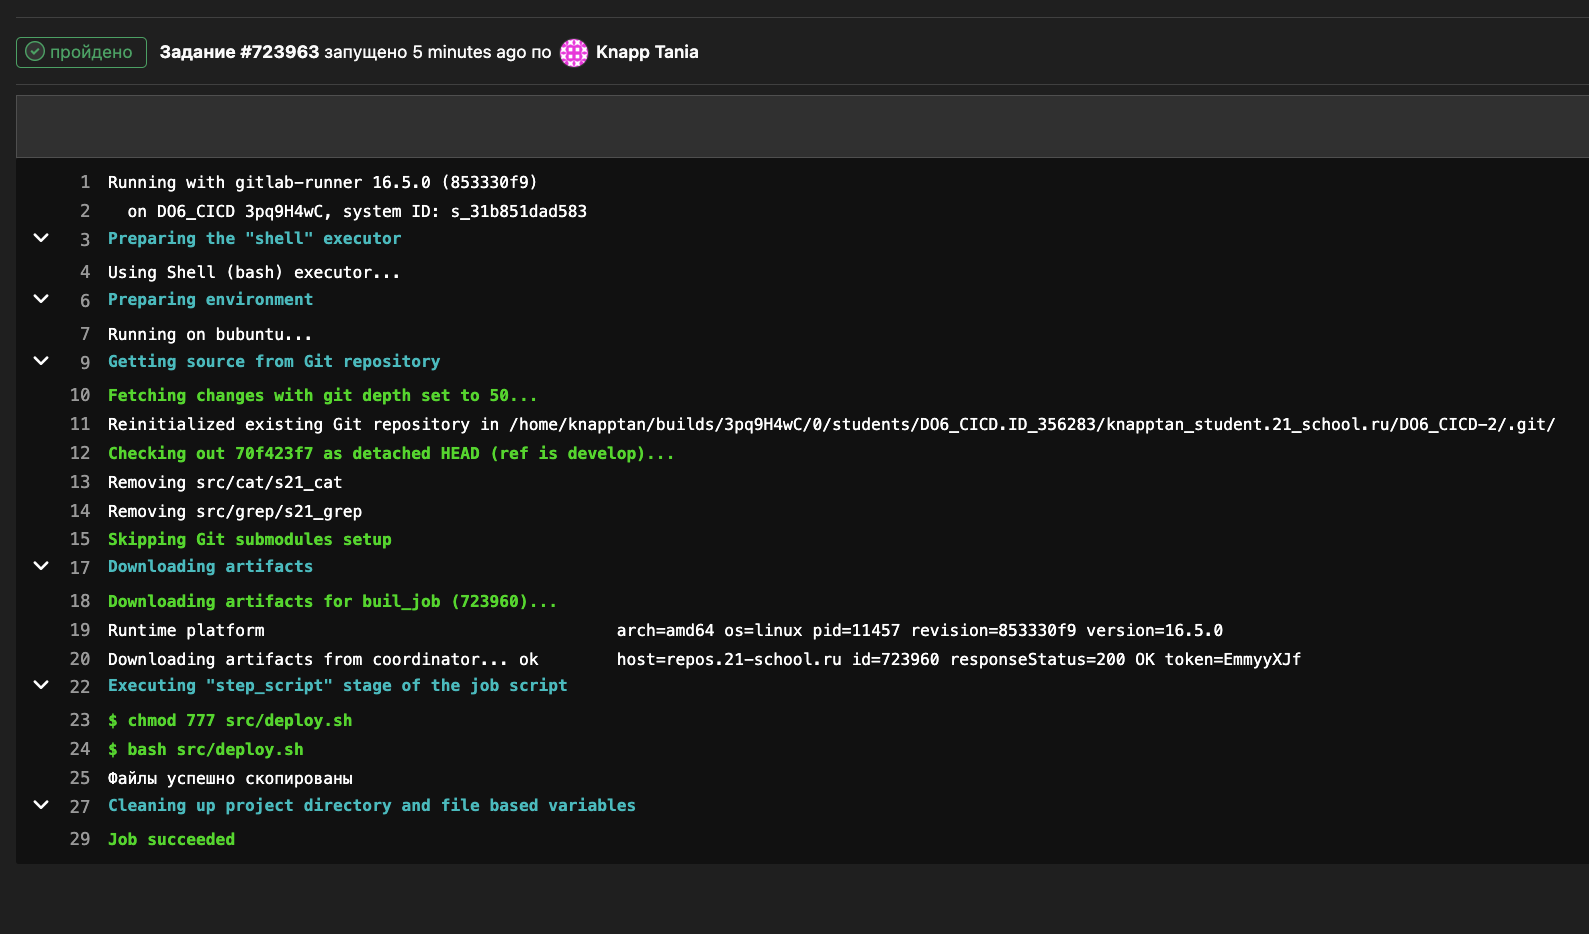 пройдено Задание #723963 запущено 5 minutes ago по Knapp Tania
1 Running with gitlab-runner 16.5.0 (853330f9)
2 on DO6_CICD 3pq9H4wC, system ID: s_31b851dad583
3 Preparing the "shell" executor
4 Using Shell (bash) executor...
6 Preparing environment
7 Running on bubuntu...
9 Getting source from Git repository
10 Fetching changes with git depth set to 50...
11 Reinitialized existing Git repository in /home/knapptan/builds/3pq9H4wC/0/students/DO6_CICD.ID_356283/knapptan_student.21_school.ru/DO6_CICD-2/.git/
12 Checking out 70f423f7 as detached HEAD (ref is develop)...
13 Removing src/cat/s21_cat
14 Removing src/grep/s21_grep
15 Skipping Git submodules setup
17 Downloading artifacts
18 Downloading artifacts for buil_job (723960)...
19 Runtime platform arch=amd64 os=linux pid=11457 revision=853330f9 version=16.5.0
20 Downloading artifacts from coordinator... ok host=repos.21-school.ru id=723960 responseStatus=200 OK token=EmmyyXJf
22 Executing "step_script" stage of the job script
23 $ chmod 777 src/deploy.sh
24 $ bash src/deploy.sh
25 Файлы успешно скопированы
27 Cleaning up project directory and file based variables
29 Job succeeded